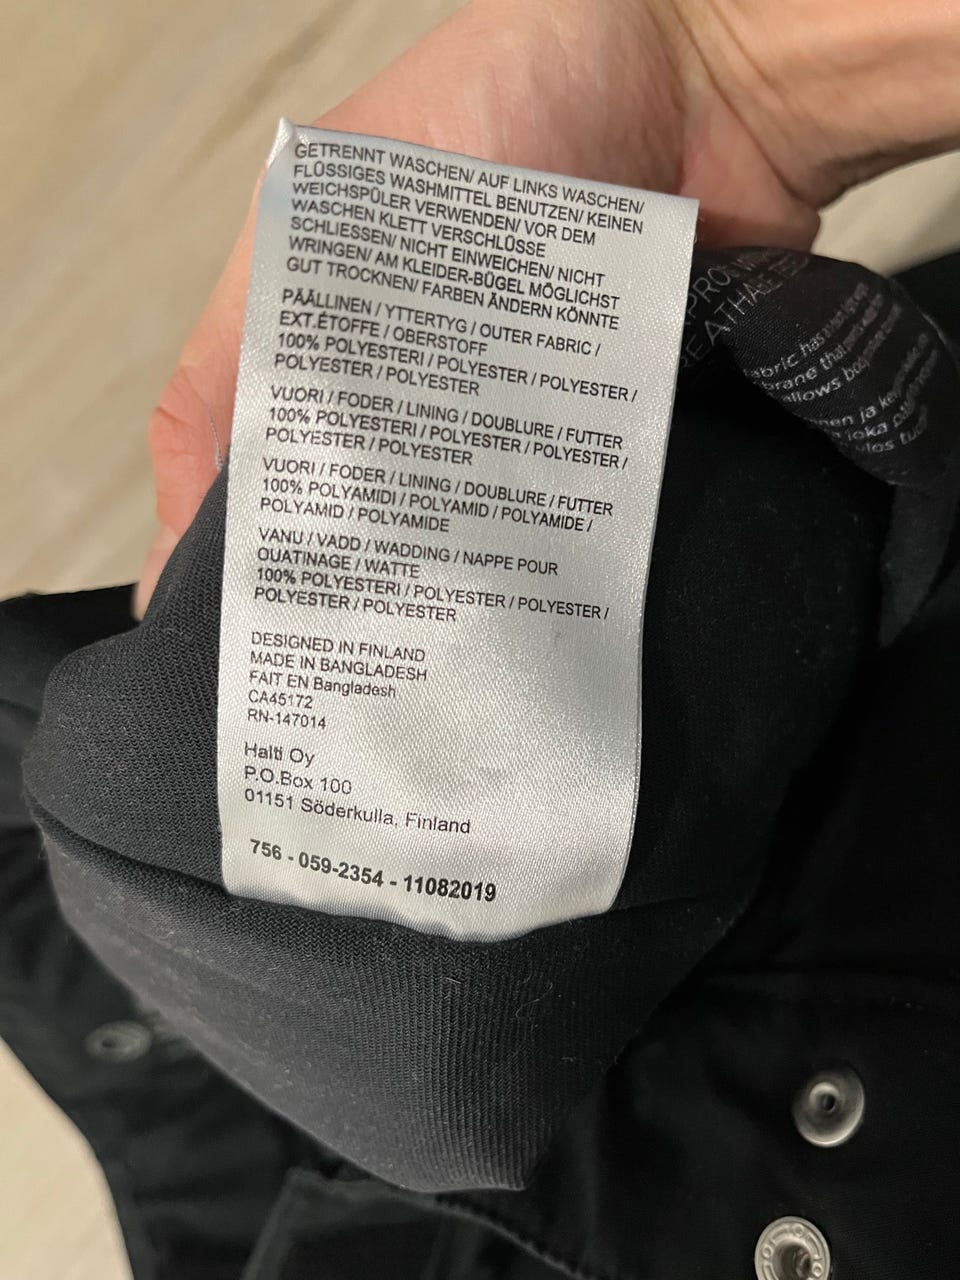 GETRENNT WASCHEN/ AUF LINKS WASCHEN/
FLÜSSIGES WASHMITTEL BENUTZEN/ KEINEN
WEICHSPÜLER VERWENDEN/ VOR DEM
WASCHEN KLETT VERSCHLÜSSE
SCHLIESSEN/ NICHT EINWEICHEN/ NICHT
WRINGEN/ AM KLEIDER-BÜGEL MÖGLICHST
GUT TROCKNEN/ FARBEN ÄNDERN KÖNNTE
PÄÄLLINEN / YTTERTYG / OUTER FABRIC /
EXT.ÉTOFFE / OBERSTOFF
100% POLYESTERI / POLYESTER / POLYESTER /
POLYESTER / POLYESTER
VUORI / FODER / LINING / DOUBLURE / FUTTER
100% POLYESTERI / POLYESTER / POLYESTER /
POLYESTER / POLYESTER
VUORI / FODER / LINING / DOUBLURE / FUTTER
100% POLYAMIDI / POLYAMID / POLYAMIDE /
POLYAMID / POLYAMIDE
VANU / VADD / WADDING / NAPPE POUR
OUATINAGE / WATTE
100% POLYESTERI / POLYESTER / POLYESTER /
POLYESTER / POLYESTER
DESIGNED IN FINLAND
MADE IN BANGLADESH
FAIT EN Bangladesh
CA45172
RN-147014
Halti Oy
P.O.Box 100
01151 Söderkulla, Finland
756 - 059-2354 - 11082019
allows
ja
joka